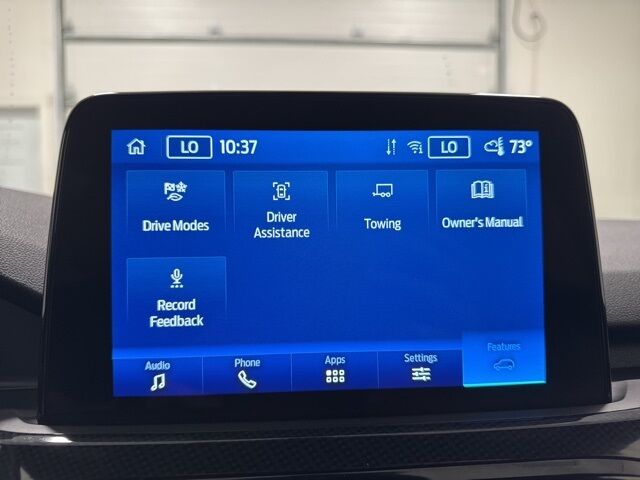 LO 10:37 LO 73°
Drive Modes
Driver
Assistance
Towing
Owner's Manual
Record
Feedback
Audio
Phone
Apps
Settings
Features